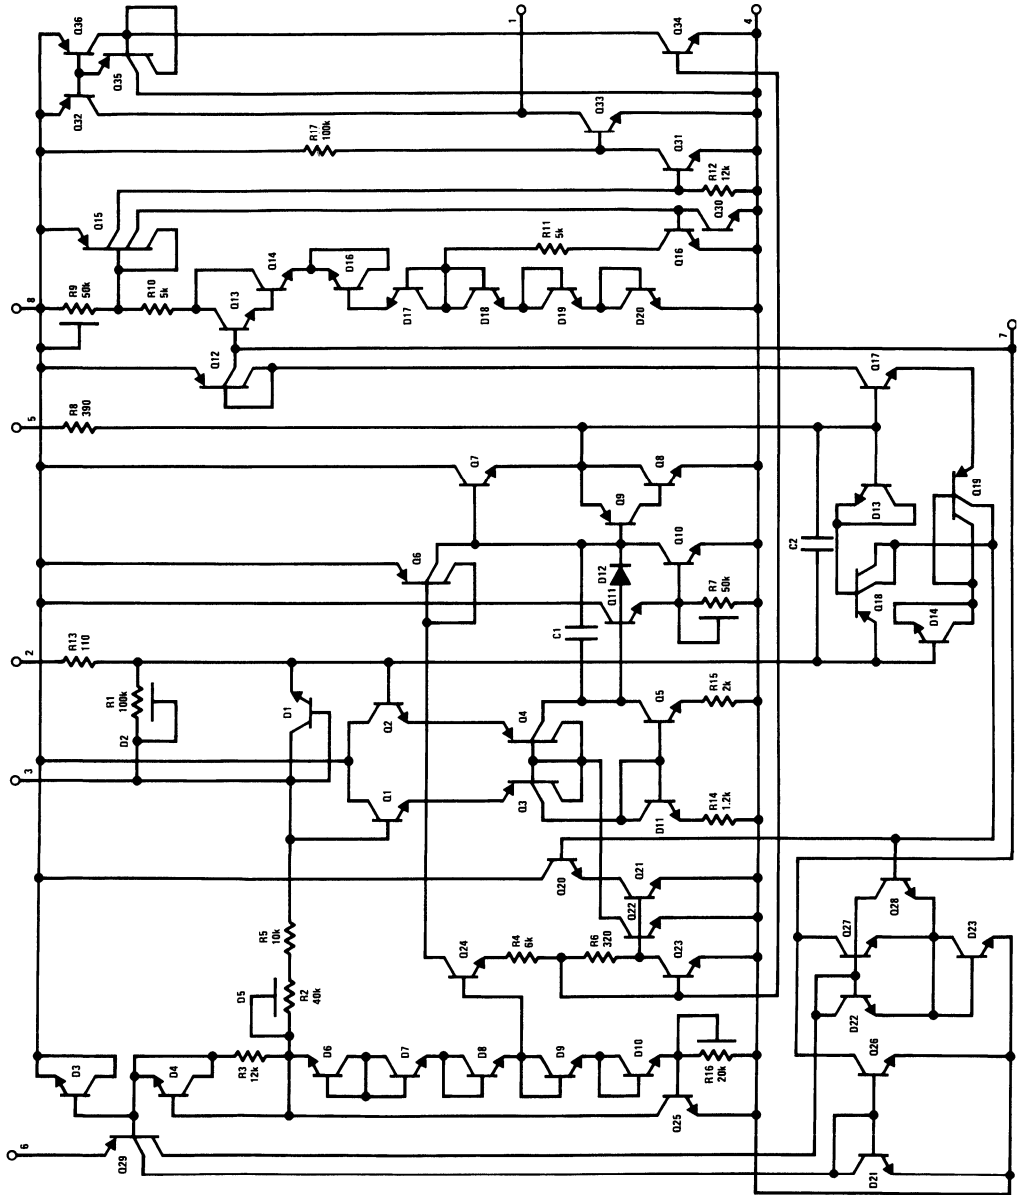 Q36
Q35
Q32
1
4
Q34
Q33
R17
100k
Q31
R12
12k
Q15
Q30
Q16
R11
5k
8
R9
50k
R10
5k
Q13
Q14
D16
D17
D18
D19
D20
7
Q12
Q17
5
R8
390
Q7
Q8
Q9
D13
Q19
Q6
Q10
D12
Q11
R7
50k
C2
Q18
D14
C1
2
R13
110
R1
100k
D2
D1
Q2
Q4
Q5
R15
2k
3
Q1
Q3
D11
R14
1.2k
Q20
Q21
Q22
Q28
Q27
D23
R5
10k
Q24
R4
6k
R6
320
Q23
D5
R2
40k
D22
Q26
D3
D4
R3
12k
D6
D7
D8
D9
D10
R16
20k
Q25
6
Q29
D21